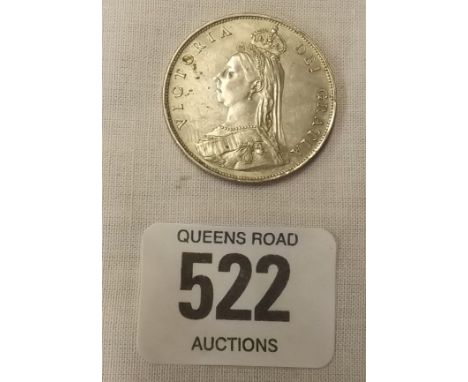 VICTORIA DEI GRATIA
QUEENS ROAD
522
AUCTIONS